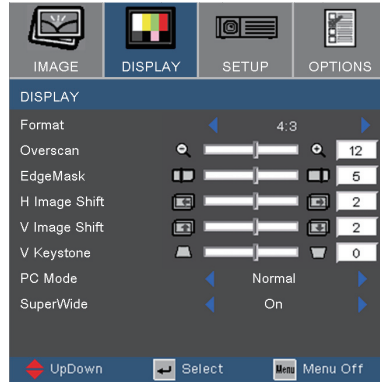 IMAGE DISPLAY SETUP OPTIONS
DISPLAY
Format 4:3
Overscan 12
EdgeMask 5
H Image Shift 2
V Image Shift 2
V Keystone 0
PC Mode Normal
SuperWide On
UpDown Select Menu Menu Off